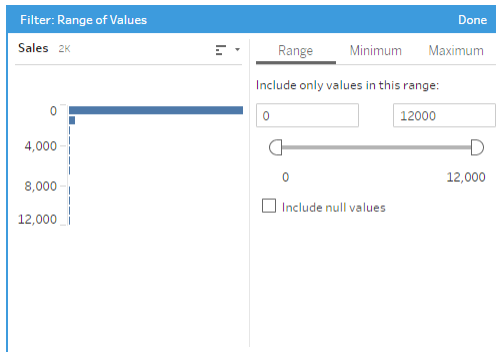 Filter: Range of Values Done
Sales 2K
Range Minimum Maximum
Include only values in this range:
0 12000
0 12,000
Include null values
0
4,000
8,000
12,000